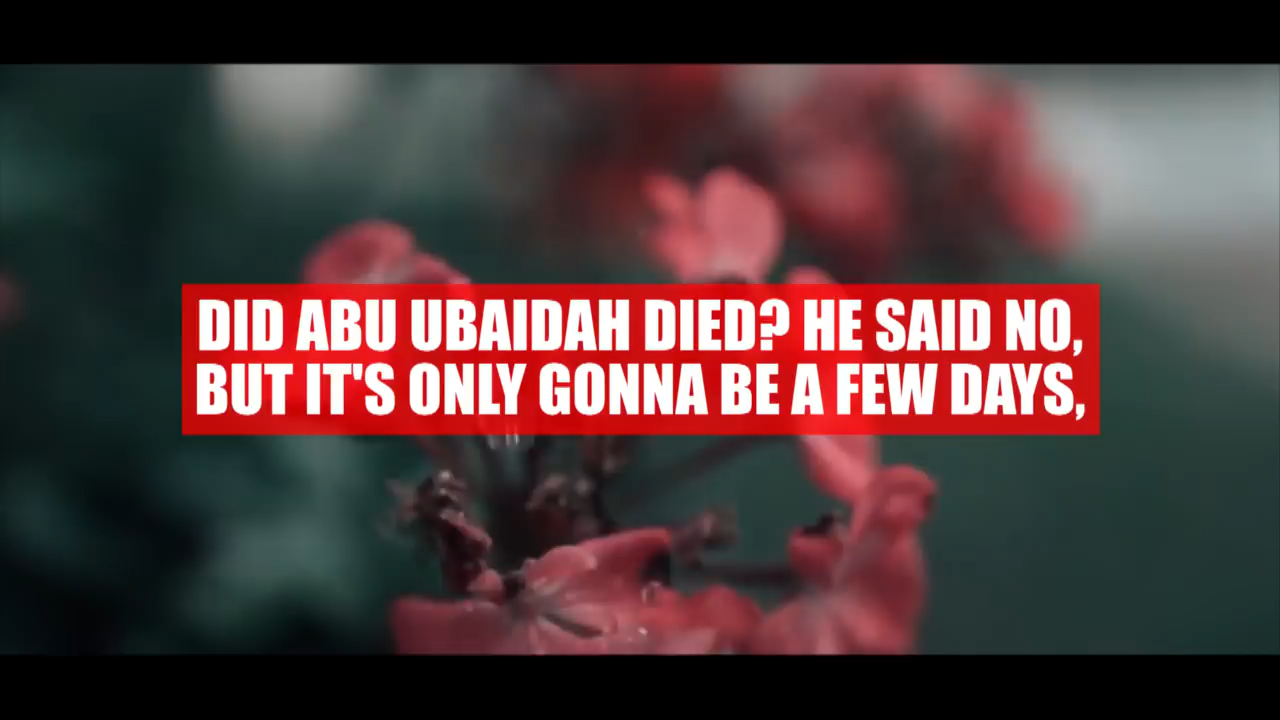 DID ABU UBAIDAH DIED? HE SAID NO,
BUT IT'S ONLY GONNA BE A FEW DAYS,